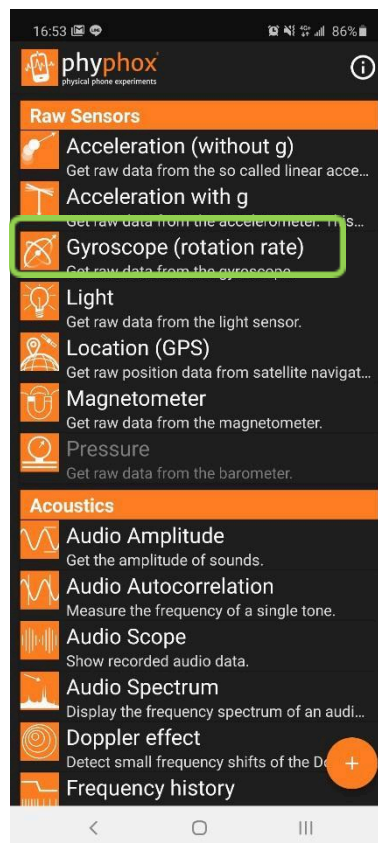 16:53 86%
phyphox
physical phone experiments
Raw Sensors
Acceleration (without g)
Get raw data from the so called linear acce...
Acceleration with g
Get raw data from the accelerometer. This...
Gyroscope (rotation rate)
Get raw data from the gyroscope.
Light
Get raw data from the light sensor.
Location (GPS)
Get raw position data from satellite navigat...
Magnetometer
Get raw data from the magnetometer.
Pressure
Get raw data from the barometer.
Acoustics
Audio Amplitude
Get the amplitude of sounds.
Audio Autocorrelation
Measure the frequency of a single tone.
Audio Scope
Show recorded audio data.
Audio Spectrum
Display the frequency spectrum of an audi...
Doppler effect
Detect small frequency shifts of the
Frequency history